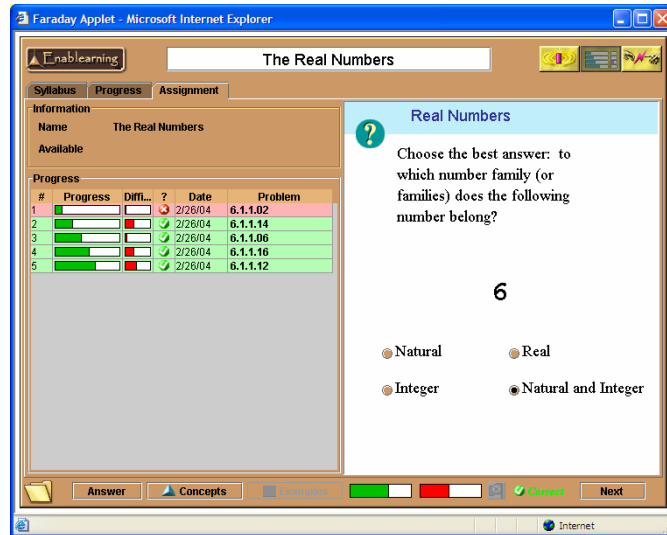 Faraday Applet - Microsoft Internet Explorer
Enablearning
The Real Numbers
Syllabus Progress Assignment
Information
Name The Real Numbers
Available
Progress
# Progress Diffi... ? Date Problem
1 2/26/04 6.1.1.02
2 2/26/04 6.1.1.14
3 2/26/04 6.1.1.06
4 2/26/04 6.1.1.16
5 2/26/04 6.1.1.12
Real Numbers
?
Choose the best answer: to
which number family (or
families) does the following
number belong?
6
Natural Real
Integer Natural and Integer
Answer Concepts Examples Correct Next
Internet